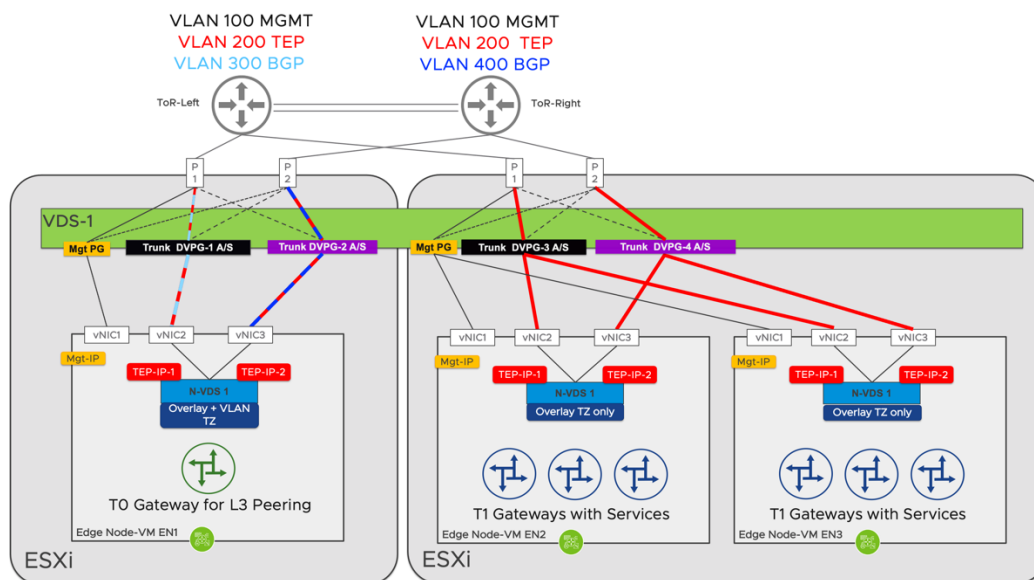 VLAN 100 MGMT
VLAN 200 TEP
VLAN 300 BGP
VLAN 100 MGMT
VLAN 200 TEP
VLAN 400 BGP
ToR-Left
ToR-Right
P
1
P
2
P
1
P
2
VDS-1
Mgt PG
Trunk DVPG-1 A/S
Trunk DVPG-2 A/S
Mgt PG
Trunk DVPG-3 A/S
Trunk DVPG-4 A/S
vNIC1
vNIC2
vNIC3
Mgt-IP
TEP-IP-1
TEP-IP-2
N-VDS 1
Overlay + VLAN
TZ
T0 Gateway for L3 Peering
Edge Node-VM EN1
ESXi
vNIC1
vNIC2
vNIC3
Mgt-IP
TEP-IP-1
TEP-IP-2
N-VDS 1
Overlay TZ only
T1 Gateways with Services
Edge Node-VM EN2
vNIC1
vNIC2
vNIC3
Mgt-IP
TEP-IP-1
TEP-IP-2
N-VDS 1
Overlay TZ only
T1 Gateways with Services
Edge Node-VM EN3
ESXi